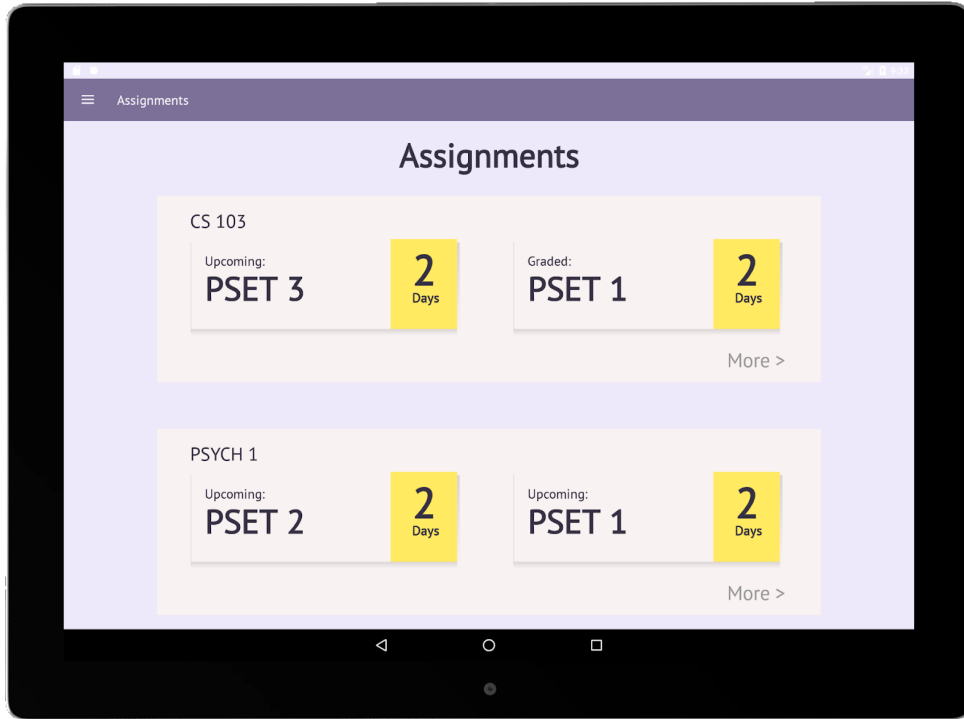 Assignments
Assignments
CS 103
Upcoming:
PSET 3
2
Days
Graded:
PSET 1
2
Days
More >
PSYCH 1
Upcoming:
PSET 2
2
Days
Upcoming:
PSET 1
2
Days
More >